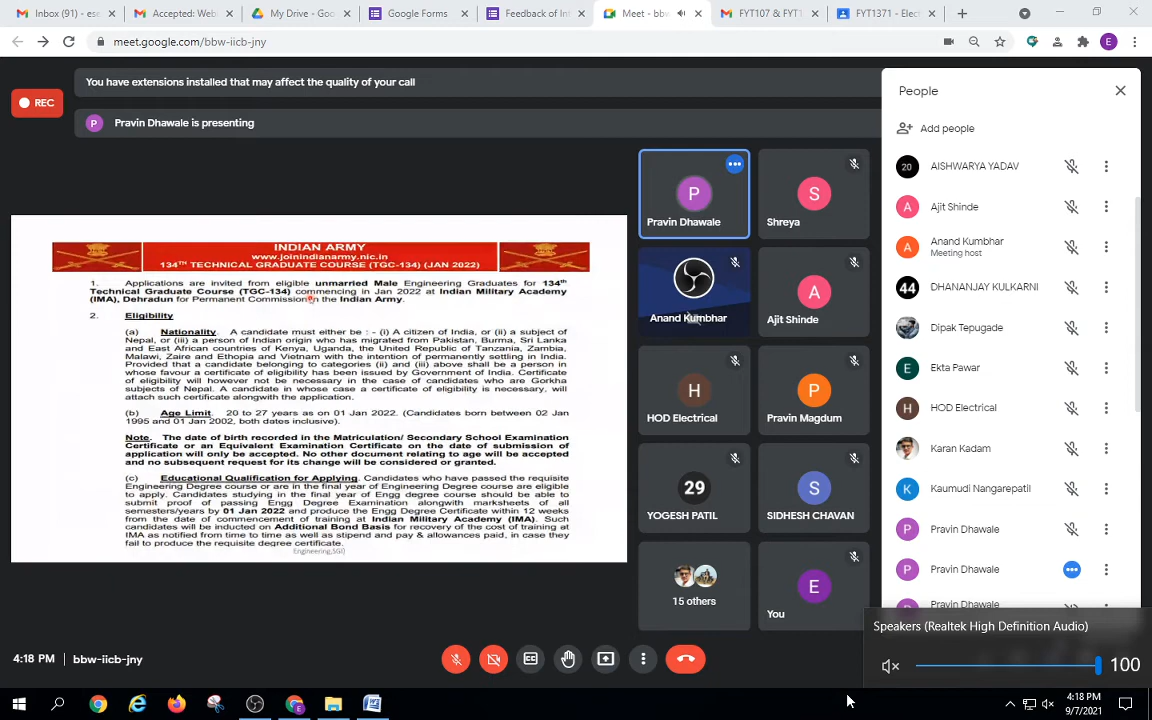 Inbox (91) - ese
Accepted: Web
My Drive - Goo
Google Forms
Feedback of Int
Meet - bbw
FYT107 & FYT1
FYT1371 - Elect
meet.google.com/bbw-iicb-jny
E
You have extensions installed that may affect the quality of your call
REC
P Pravin Dhawale is presenting
INDIAN ARMY
www.joinindianarmy.nic.in
134TH TECHNICAL GRADUATE COURSE (TGC-134) (JAN 2022)
1. Applications are invited from eligible unmarried Male Engineering Graduates for 134th
Technical Graduate Course (TGC-134) commencing in Jan 2022 at Indian Military Academy
(IMA), Dehradun for Permanent Commission in the Indian Army.
2. Eligibility
(a) Nationality. A candidate must either be : - (i) A citizen of India, or (ii) a subject of
Nepal, or (iii) a person of Indian origin who has migrated from Pakistan, Burma, Sri Lanka
and East African countries of Kenya, Uganda, the United Republic of Tanzania, Zambia,
Malawi, Zaire and Ethopia and Vietnam with the intention of permanently settling in India.
Provided that a candidate belonging to categories (ii) and (iii) above shall be a person in
whose favour a certificate of eligibility has been issued by Government of India. Certificate
of eligibility will however not be necessary in the case of candidates who are Gorkha
subjects of Nepal. A candidate in whose case a certificate of eligibility is necessary, will
attach such certificate alongwith the application.
(b) Age Limit. 20 to 27 years as on 01 Jan 2022. (Candidates born between 02 Jan
1995 and 01 Jan 2002, both dates inclusive).
Note. The date of birth recorded in the Matriculation/ Secondary School Examination
Certificate or an Equivalent Examination Certificate on the date of submission of
application will only be accepted. No other document relating to age will be accepted
and no subsequent request for its change will be considered or granted.
(c) Educational Qualification for Applying. Candidates who have passed the requisite
Engineering Degree course or are in the final year of Engineering Degree course are eligible
to apply. Candidates studying in the final year of Engg degree course should be able to
submit proof of passing Engg Degree Examination alongwith marksheets of all
semesters/years by 01 Jan 2022 and produce the Engg Degree Certificate within 12 weeks
from the date of commencement of training at Indian Military Academy (IMA). Such
candidates will be inducted on Additional Bond Basis for recovery of the cost of training at
IMA as notified from time to time as well as stipend and pay & allowances paid, in case they
fail to produce the requisite degree certificate.
Engineering,SGI)
P
Pravin Dhawale
S
Shreya
Anand Kumbhar
A
Ajit Shinde
H
HOD Electrical
P
Pravin Magdum
29
YOGESH PATIL
S
SIDHESH CHAVAN
15 others
E
You
People
Add people
20 AISHWARYA YADAV
A Ajit Shinde
A Anand Kumbhar
Meeting host
44 DHANANJAY KULKARNI
Dipak Tepugade
E Ekta Pawar
H HOD Electrical
Karan Kadam
K Kaumudi Nangarepatil
P Pravin Dhawale
P Pravin Dhawale
P Pravin Dhawale
Speakers (Realtek High Definition Audio)
100
4:18 PM | bbw-iicb-jny
4:18 PM
9/7/2021